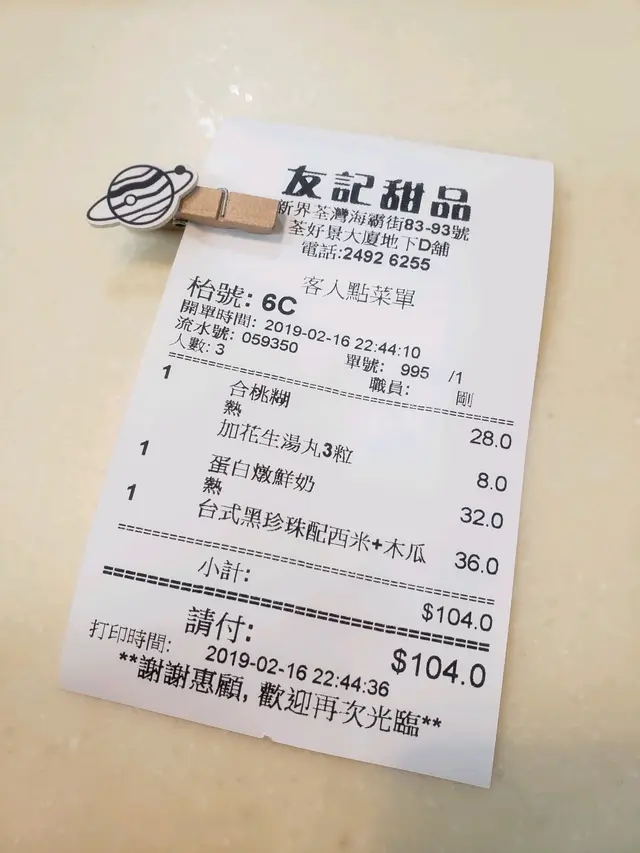 友記甜品
新界荃灣海霸街83-93號
荃好景大廈地下D舖
電話:2492 6255
客人點菜單
枱號: 6C
開單時間: 2019-02-16 22:44:10
流水號: 059350 單號: 995 /1
人數: 3 職員: 剛
1 合桃糊 28.0
熱
加花生湯丸3粒 8.0
1 蛋白燉鮮奶 32.0
熱
1 台式黑珍珠配西米+木瓜 36.0
小計: $104.0
請付: $104.0
打印時間: 2019-02-16 22:44:36
**謝謝惠顧, 歡迎再次光臨**